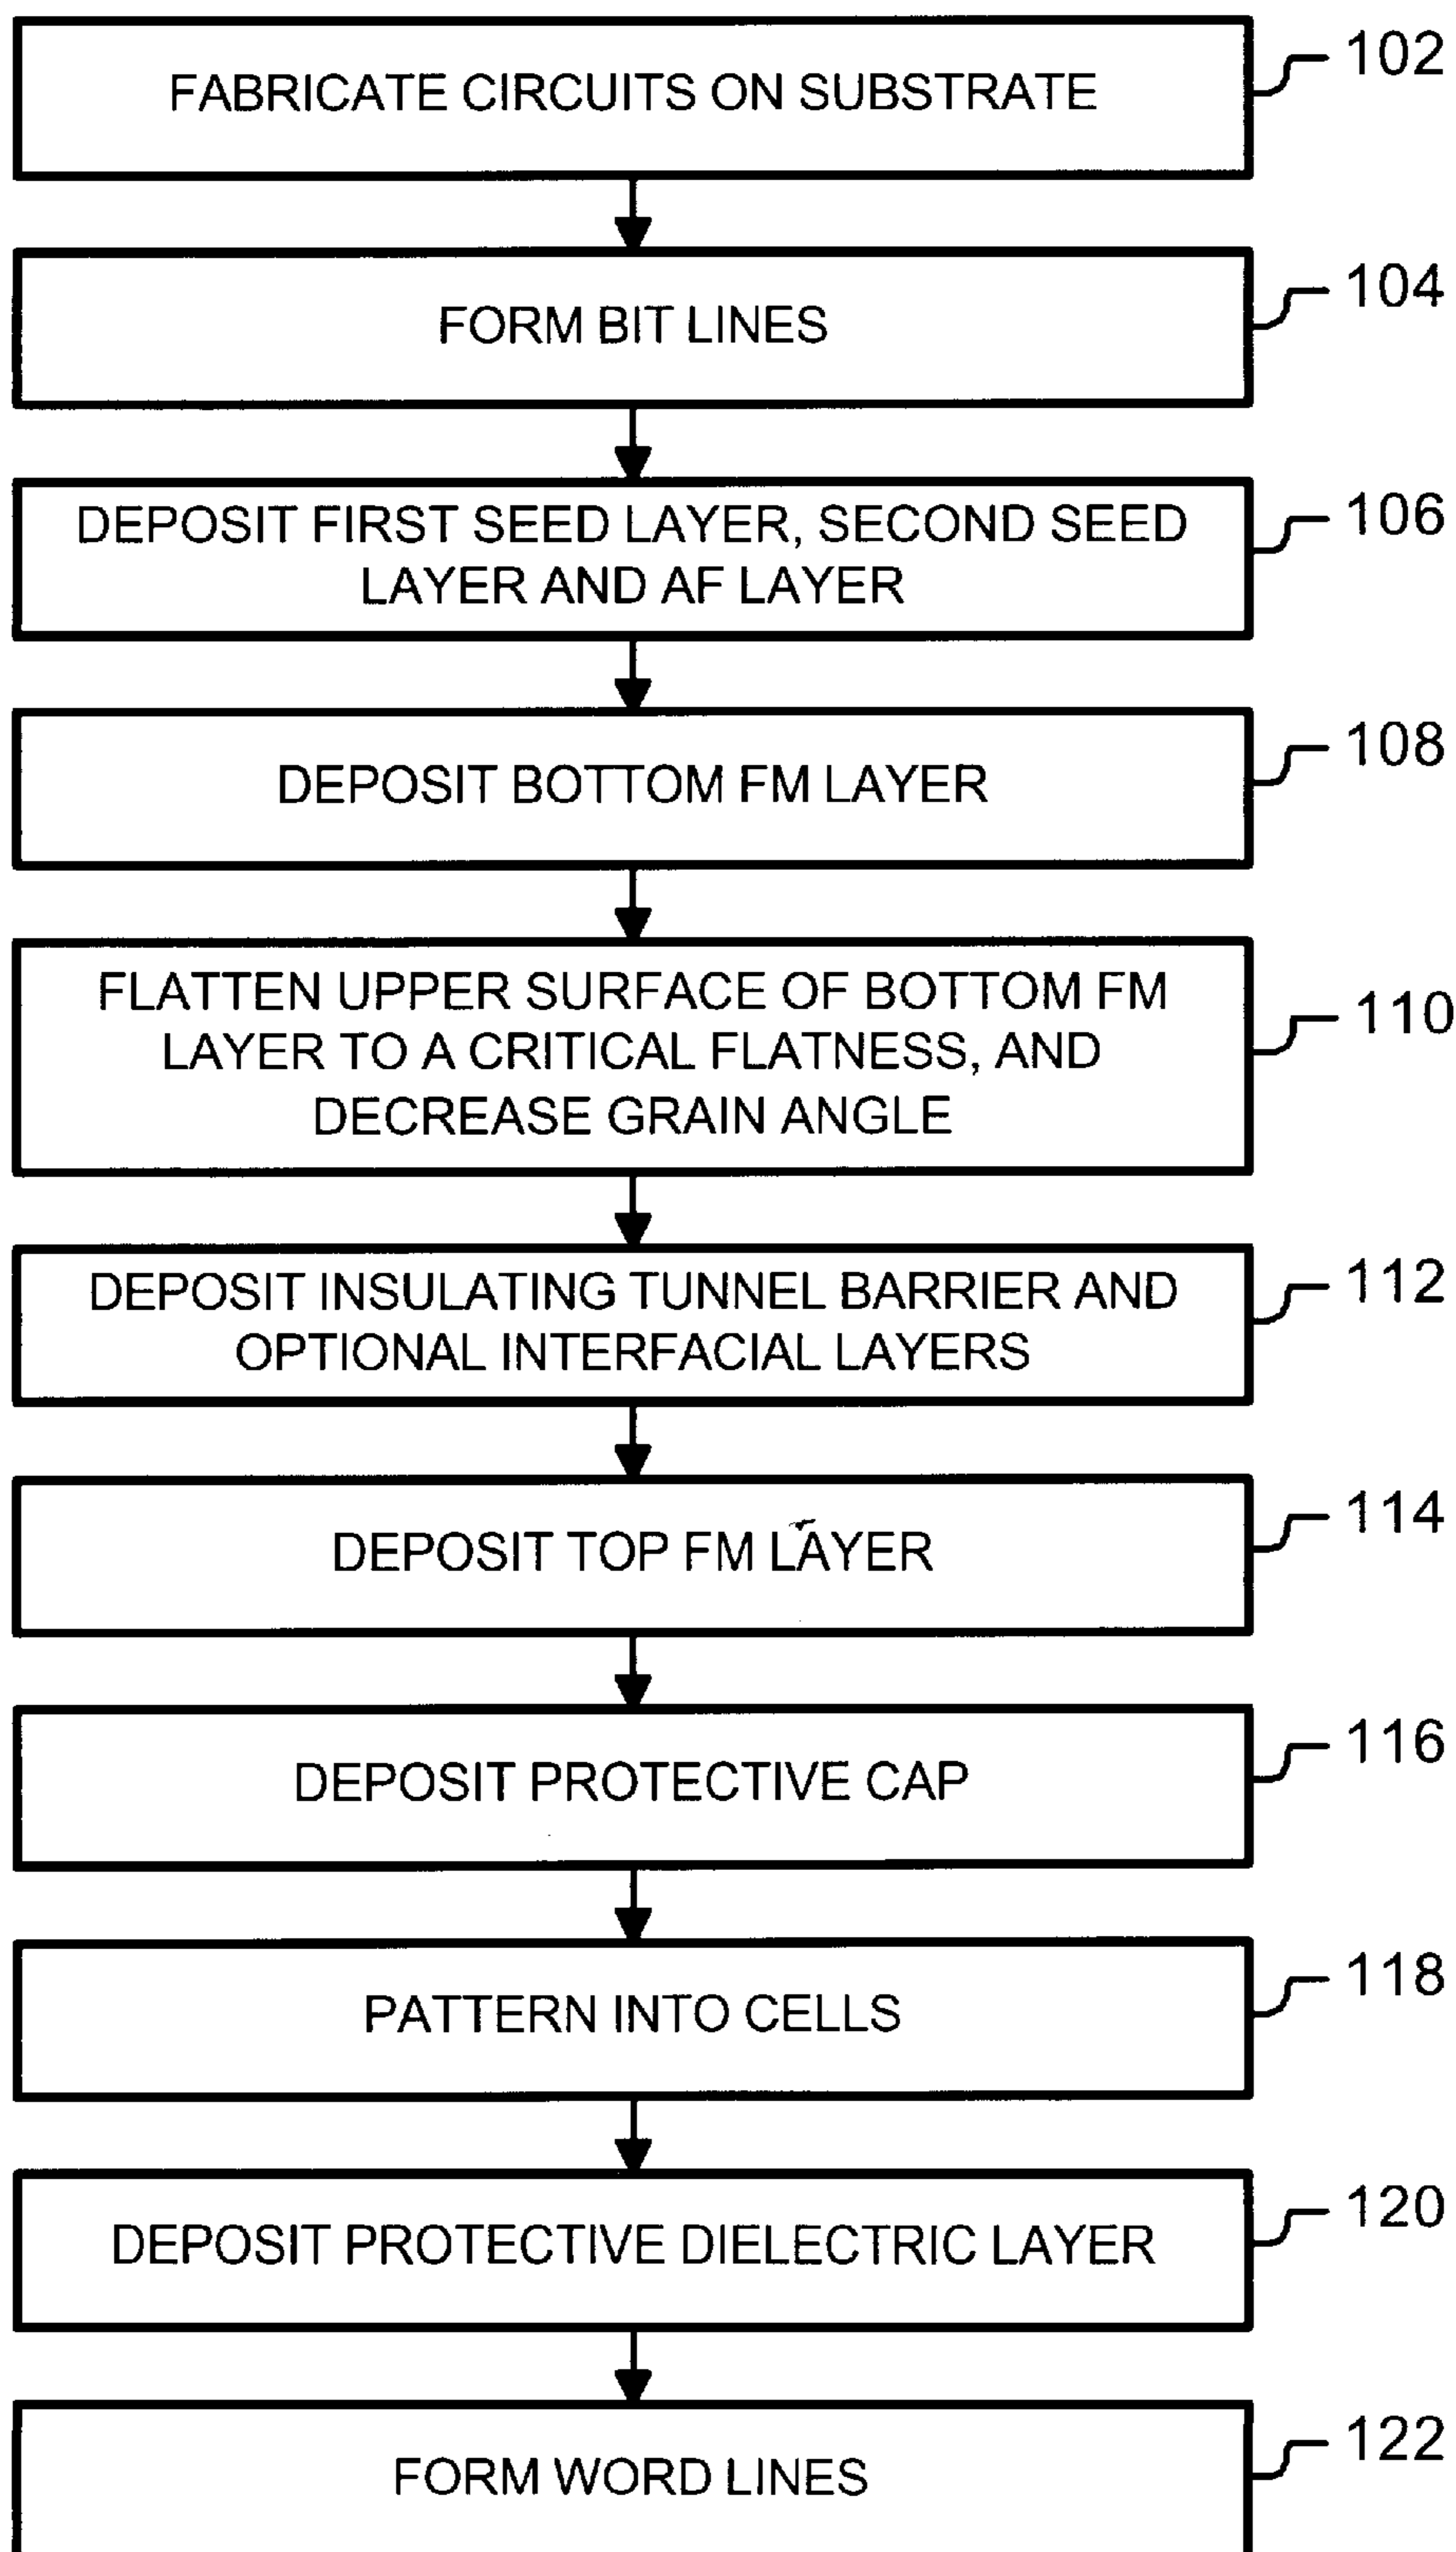 FABRICATE CIRCUITS ON SUBSTRATE
102
FORM BIT LINES
104
DEPOSIT FIRST SEED LAYER, SECOND SEED
LAYER AND AF LAYER
106
DEPOSIT BOTTOM FM LAYER
108
FLATTEN UPPER SURFACE OF BOTTOM FM
LAYER TO A CRITICAL FLATNESS, AND
DECREASE GRAIN ANGLE
110
DEPOSIT INSULATING TUNNEL BARRIER AND
OPTIONAL INTERFACIAL LAYERS
112
DEPOSIT TOP FM LAYER
114
DEPOSIT PROTECTIVE CAP
116
PATTERN INTO CELLS
118
DEPOSIT PROTECTIVE DIELECTRIC LAYER
120
FORM WORD LINES
122